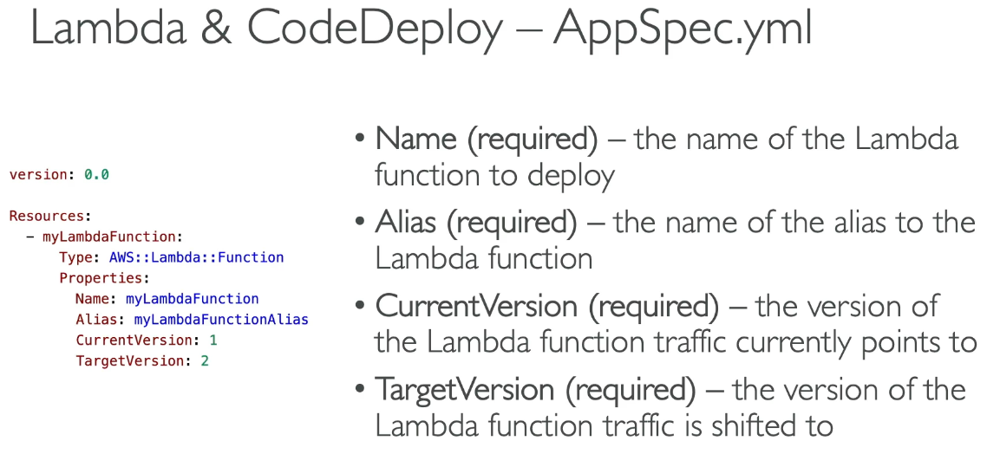 Lambda & CodeDeploy – AppSpec.yml
version: 0.0
Resources:
  - myLambdaFunction:
      Type: AWS::Lambda::Function
      Properties:
        Name: myLambdaFunction
        Alias: myLambdaFunctionAlias
        CurrentVersion: 1
        TargetVersion: 2
• Name (required) – the name of the Lambda
function to deploy
• Alias (required) – the name of the alias to the
Lambda function
• CurrentVersion (required) – the version of
the Lambda function traffic currently points to
• TargetVersion (required) – the version of the
Lambda function traffic is shifted to